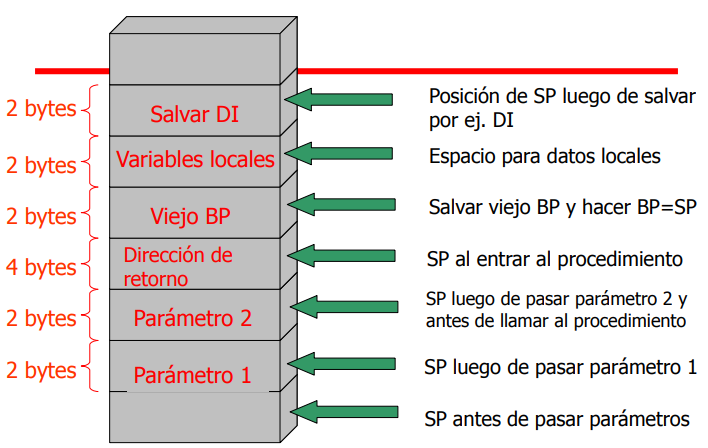 2 bytes
Salvar DI
Posición de SP luego de salvar
por ej. DI
2 bytes
Variables locales
Espacio para datos locales
2 bytes
Viejo BP
Salvar viejo BP y hacer BP=SP
4 bytes
Dirección de
retorno
SP al entrar al procedimiento
2 bytes
Parámetro 2
SP luego de pasar parámetro 2 y
antes de llamar al procedimiento
2 bytes
Parámetro 1
SP luego de pasar parámetro 1
SP antes de pasar parámetros